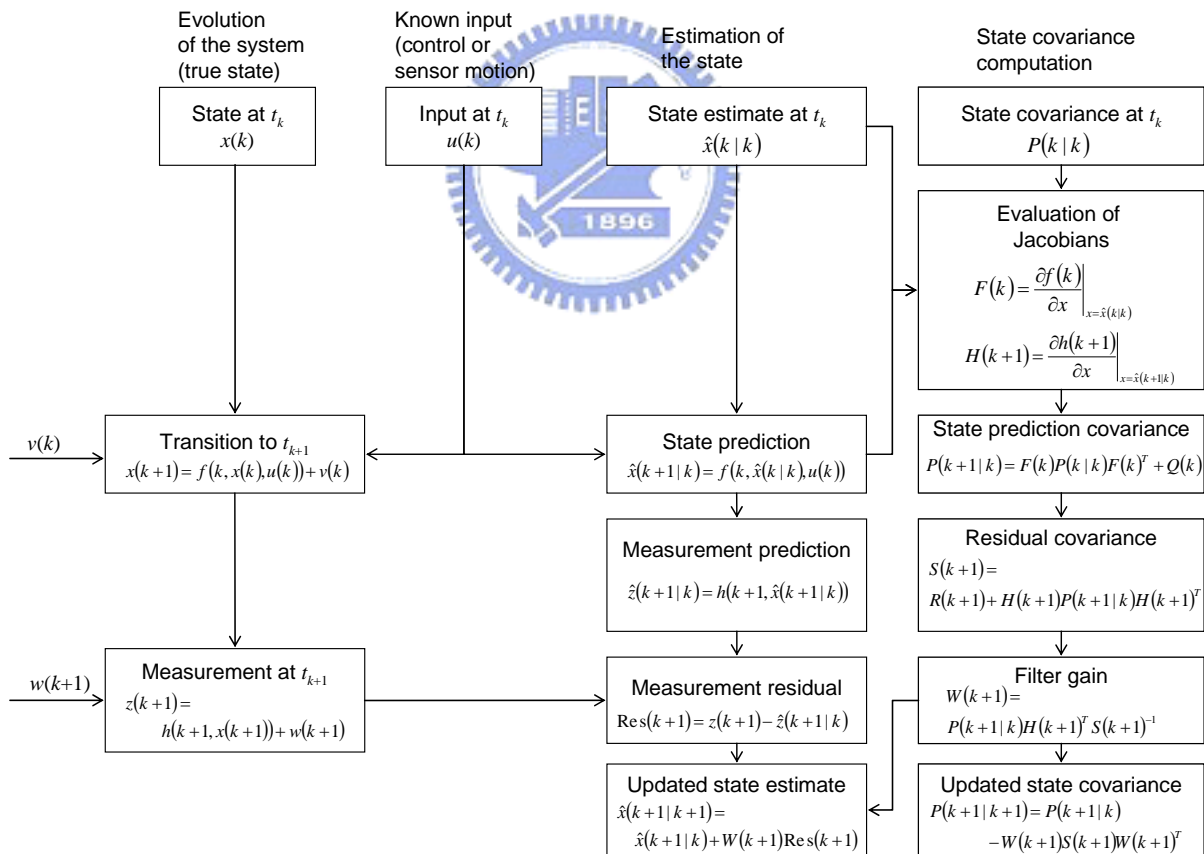 Evolution
of the system
(true state)
Known input
(control or
sensor motion)
Estimation of
the state
State covariance
computation
State at t_k
x(k)
Input at t_k
u(k)
State estimate at t_k
x̂(k | k)
State covariance at t_k
P(k | k)
1896
Evaluation of
Jacobians
F(k) = ∂f(k)/∂x |_{x=x̂(k|k)}
H(k+1) = ∂h(k+1)/∂x |_{x=x̂(k+1|k)}
v(k)
Transition to t_{k+1}
x(k+1) = f(k, x(k), u(k)) + v(k)
State prediction
x̂(k+1 | k) = f(k, x̂(k | k), u(k))
State prediction covariance
P(k+1 | k) = F(k)P(k | k)F(k)^T + Q(k)
Measurement prediction
ẑ(k+1 | k) = h(k+1, x̂(k+1 | k))
Residual covariance
S(k+1) =
R(k+1) + H(k+1)P(k+1 | k)H(k+1)^T
w(k+1)
Measurement at t_{k+1}
z(k+1) =
h(k+1, x(k+1)) + w(k+1)
Measurement residual
Res(k+1) = z(k+1) − ẑ(k+1 | k)
Filter gain
W(k+1) =
P(k+1 | k)H(k+1)^T S(k+1)^{-1}
Updated state estimate
x̂(k+1 | k+1) =
x̂(k+1 | k) + W(k+1)Res(k+1)
Updated state covariance
P(k+1 | k+1) = P(k+1 | k)
−W(k+1)S(k+1)W(k+1)^T